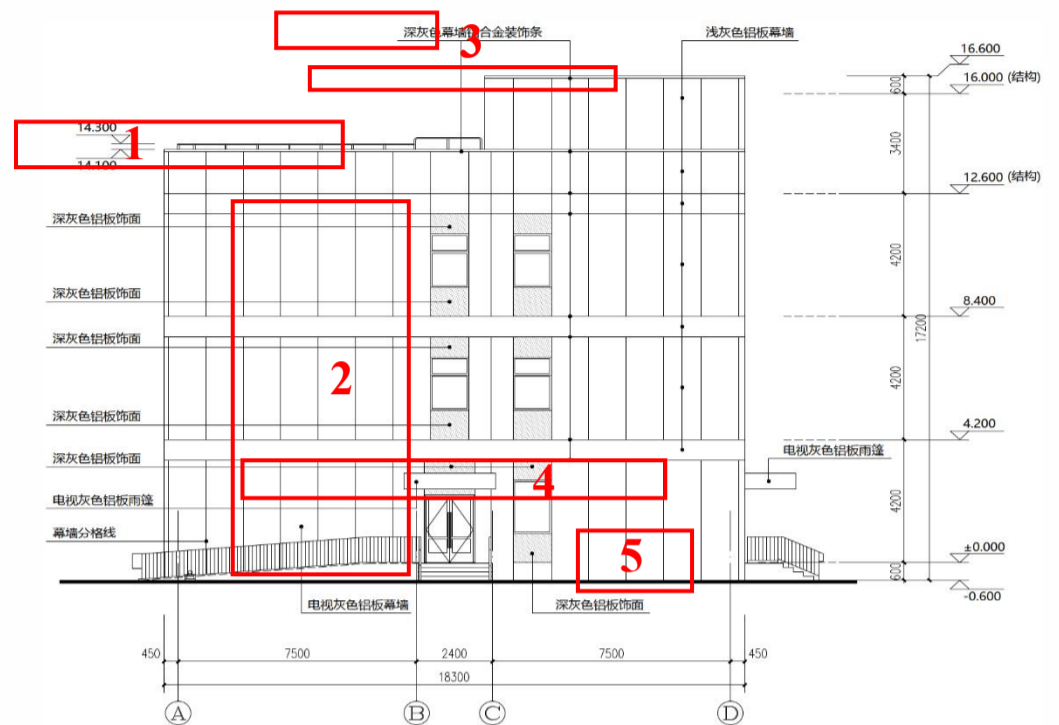 深灰色幕墙铝合金装饰条
3
浅灰色铝板幕墙
16.600
16.000 (结构)
600
14.300
1
14.100
3400
12.600 (结构)
深灰色铝板饰面
4200
深灰色铝板饰面
8.400
17200
深灰色铝板饰面
2
4200
深灰色铝板饰面
4.200
深灰色铝板饰面
电视灰色铝板雨篷
4
电视灰色铝板雨篷
4200
幕墙分格线
5
±0.000
600
-0.600
电视灰色铝板幕墙
深灰色铝板饰面
450 7500 2400 7500 450
18300
A B C D